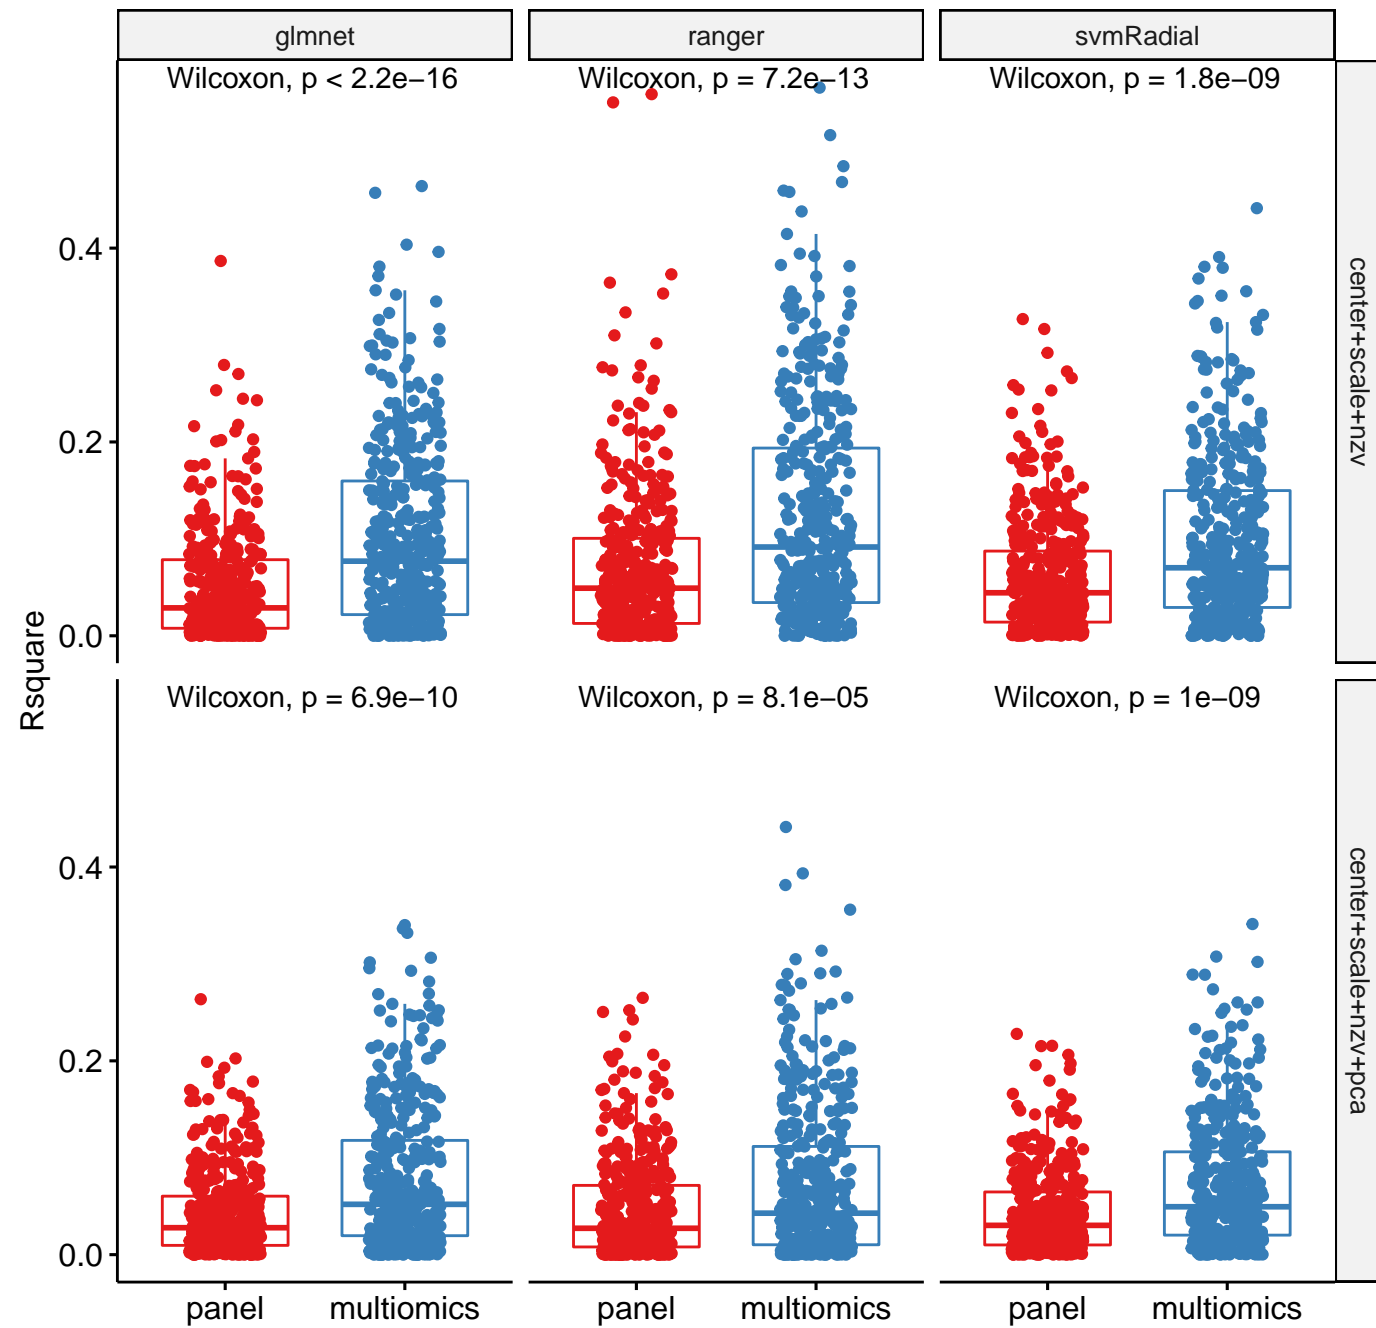 glmnet
ranger
svmRadial
Wilcoxon, p < 2.2e−16
Wilcoxon, p = 7.2e−13
Wilcoxon, p = 1.8e−09
center+scale+nzv
0.4
0.2
0.0
Rsquare
Wilcoxon, p = 6.9e−10
Wilcoxon, p = 8.1e−05
Wilcoxon, p = 1e−09
center+scale+nzv+pca
0.4
0.2
0.0
panel
multiomics
panel
multiomics
panel
multiomics